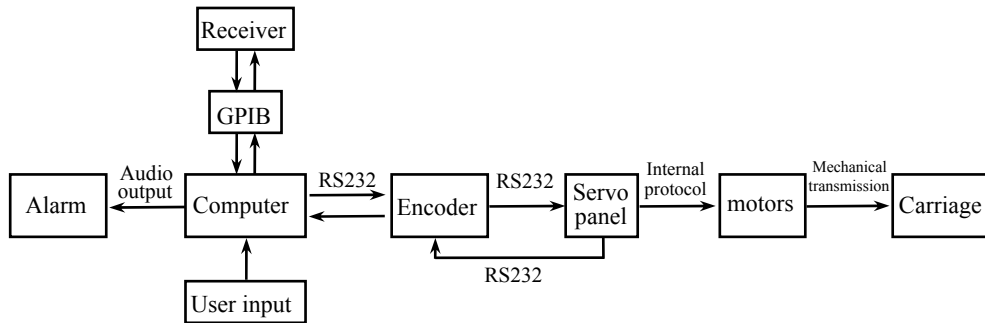 Receiver
GPIB
Audio
output
RS232
RS232
Internal
protocol
Mechanical
transmission
Alarm
Computer
Encoder
Servo
panel
motors
Carriage
RS232
User input